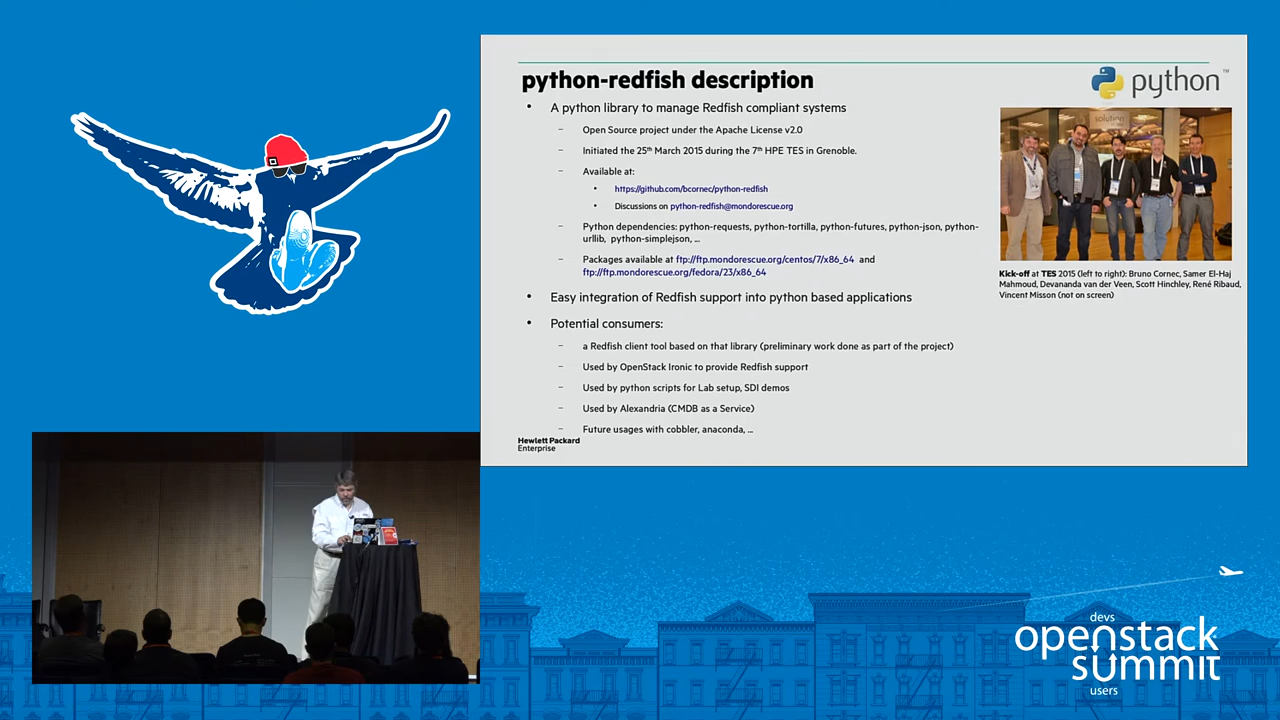 python-redfish description
python™
• A python library to manage Redfish compliant systems
– Open Source project under the Apache License v2.0
– Initiated the 25th March 2015 during the 7th HPE TES in Grenoble.
– Available at:
• https://github.com/bcornec/python-redfish
• Discussions on python-redfish@mondorescue.org
– Python dependencies: python-requests, python-tortilla, python-futures, python-json, python-
urllib, python-simplejson, ...
– Packages available at ftp://ftp.mondorescue.org/centos/7/x86_64 and
ftp://ftp.mondorescue.org/fedora/23/x86_64
• Easy integration of Redfish support into python based applications
• Potential consumers:
– a Redfish client tool based on that library (preliminary work done as part of the project)
– Used by OpenStack Ironic to provide Redfish support
– Used by python scripts for Lab setup, SDI demos
– Used by Alexandria (CMDB as a Service)
– Future usages with cobbler, anaconda, ...
Hewlett Packard
Enterprise
solution
Kick-off at TES 2015 (left to right): Bruno Cornec, Samer El-Haj
Mahmoud, Devananda van der Veen, Scott Hinchley, René Ribaud,
Vincent Misson (not on screen)
devs
openstack
summit
users